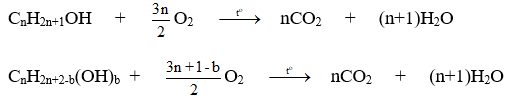 CₙH₂ₙ₊₁OH + 3n/2 O₂ →(t°) nCO₂ + (n+1)H₂O
CₙH₂ₙ₊₂₋b(OH)b + (3n+1-b)/2 O₂ →(t°) nCO₂ + (n+1)H₂O